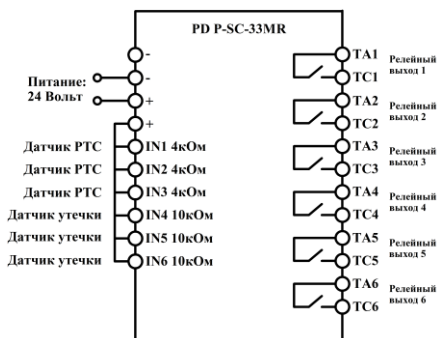 PD P-SC-33MR
-
Питание:
24 Вольт
-
+
+
Датчик РТС
IN1 4кОм
Датчик РТС
IN2 4кОм
Датчик РТС
IN3 4кОм
Датчик утечки
IN4 10кОм
Датчик утечки
IN5 10кОм
Датчик утечки
IN6 10кОм
TA1
TC1
Релейный
выход 1
TA2
TC2
Релейный
выход 2
TA3
TC3
Релейный
выход 3
TA4
TC4
Релейный
выход 4
TA5
TC5
Релейный
выход 5
TA6
TC6
Релейный
выход 6